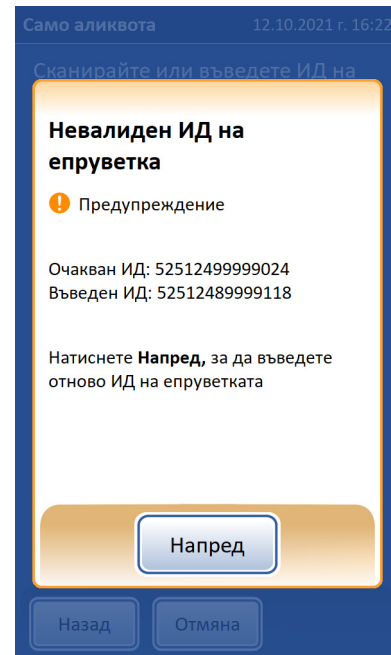 Само аликвота 12.10.2021 г. 16:22
Сканирайте или въведете ИД на
Невалиден ИД на
епруветка
Предупреждение
Очакван ИД: 52512499999024
Въведен ИД: 52512489999118
Натиснете Напред, за да въведете
отново ИД на епруветката
Напред
Назад Отмяна